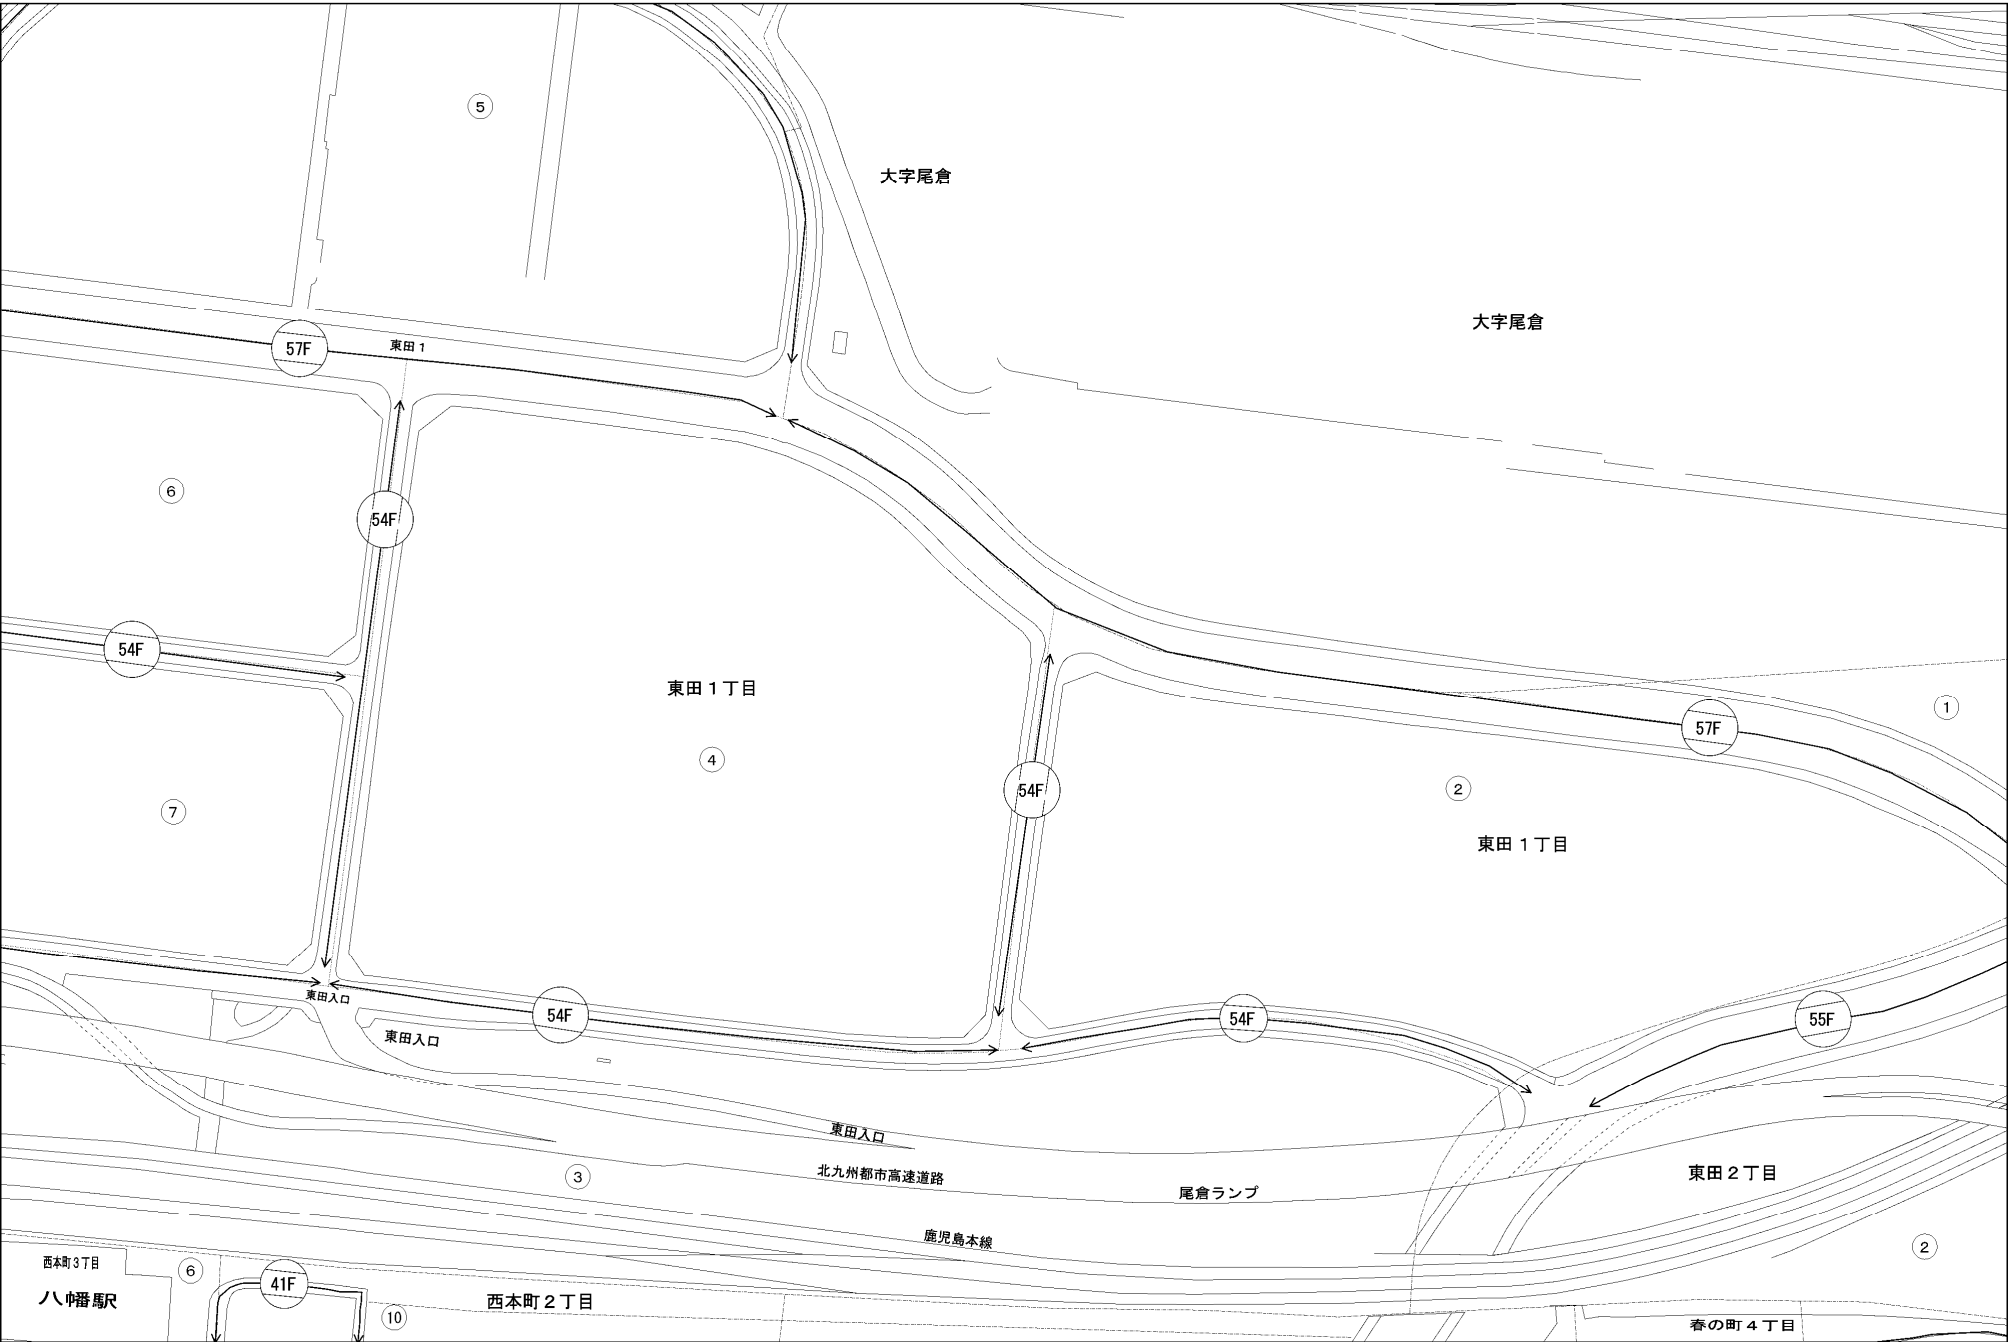 5
大字尾倉
大字尾倉
57F
東田1
6
54F
54F
東田1丁目
1
57F
4
54F
2
7
東田1丁目
東田入口
54F
54F
55F
東田入口
東田入口
北九州都市高速道路
3
尾倉ランプ
東田2丁目
鹿児島本線
2
西本町3丁目
6
41F
八幡駅
西本町2丁目
10
春の町4丁目